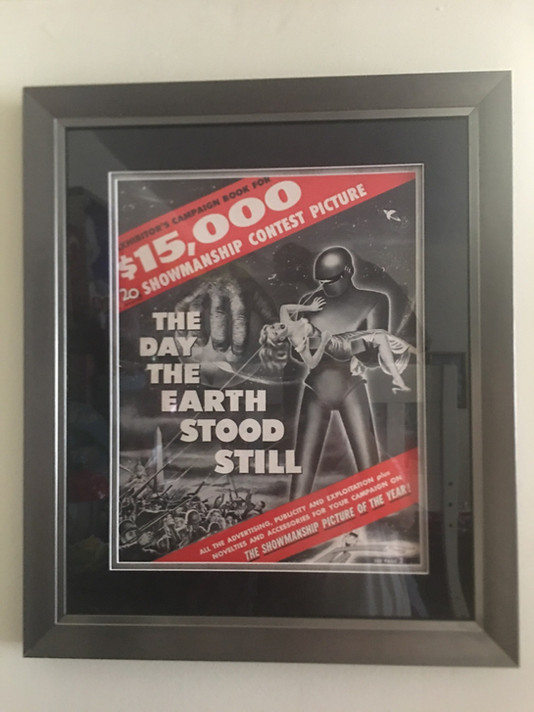 EXHIBITOR'S CAMPAIGN BOOK FOR
$15,000
20 SHOWMANSHIP CONTEST PICTURE
THE
DAY
THE
EARTH
STOOD
STILL
ALL THE ADVERTISING, PUBLICITY AND EXPLOITATION plus
NOVELTIES AND ACCESSORIES FOR YOUR CAMPAIGN ON
THE SHOWMANSHIP PICTURE OF THE YEAR!